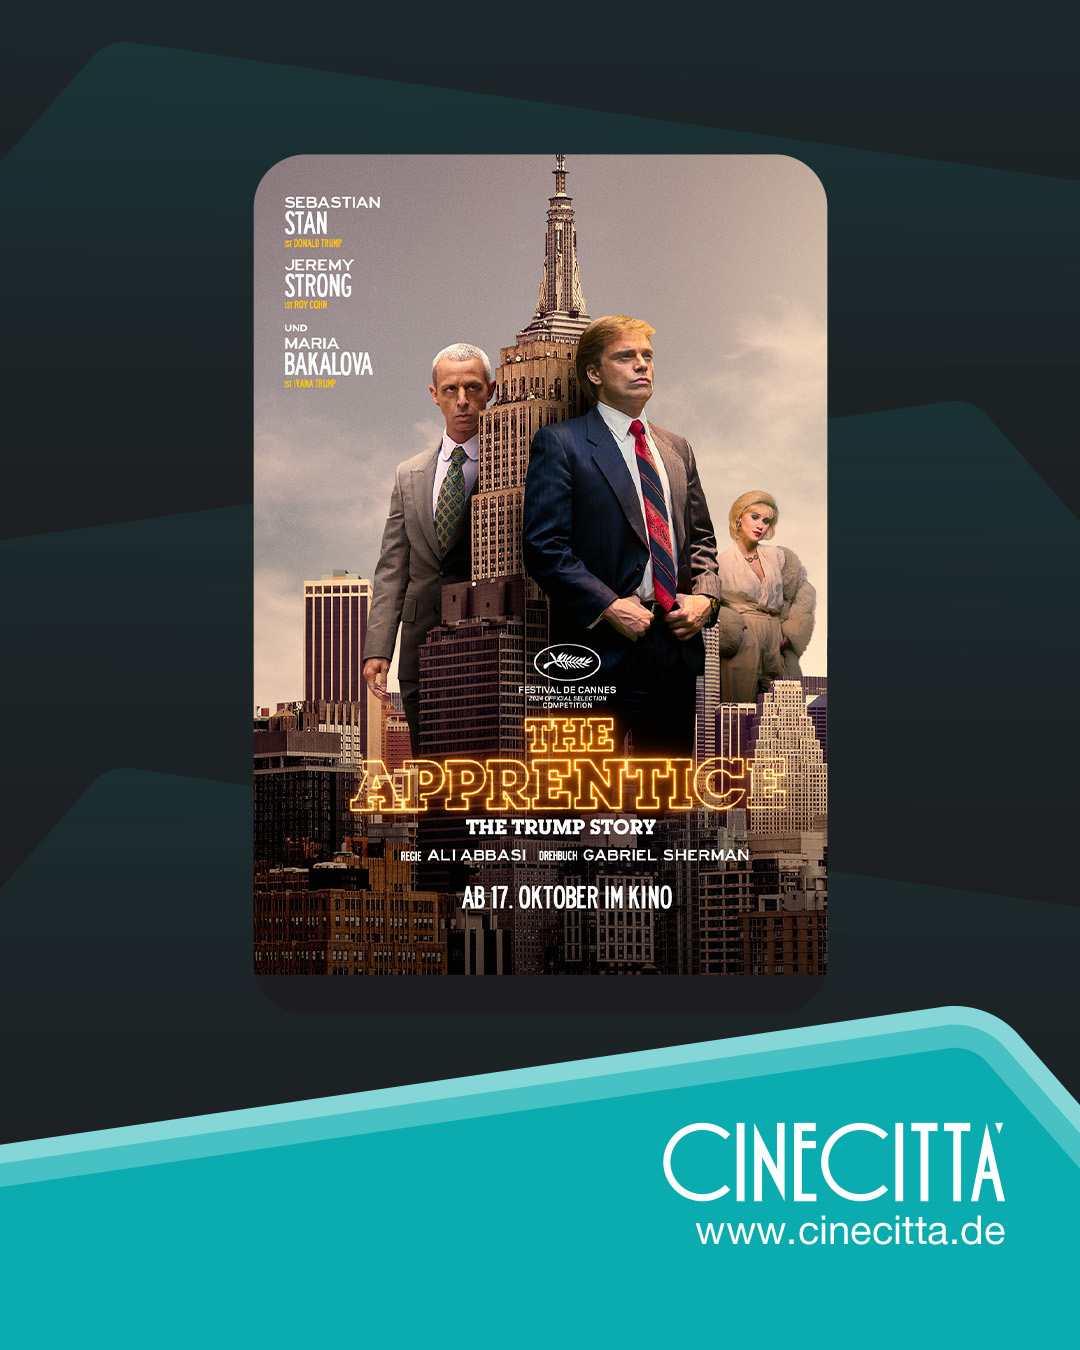 SEBASTIAN
STAN
IST DONALD TRUMP
JEREMY
STRONG
IST ROY COHN
UND
MARIA
BAKALOVA
IST IVANA TRUMP
FESTIVAL DE CANNES
2024 OFFICIAL SELECTION
COMPETITION
THE
APPRENTICE
THE TRUMP STORY
REGIE ALI ABBASI DREHBUCH GABRIEL SHERMAN
AB 17. OKTOBER IM KINO
CINECITTÀ
www.cinecitta.de